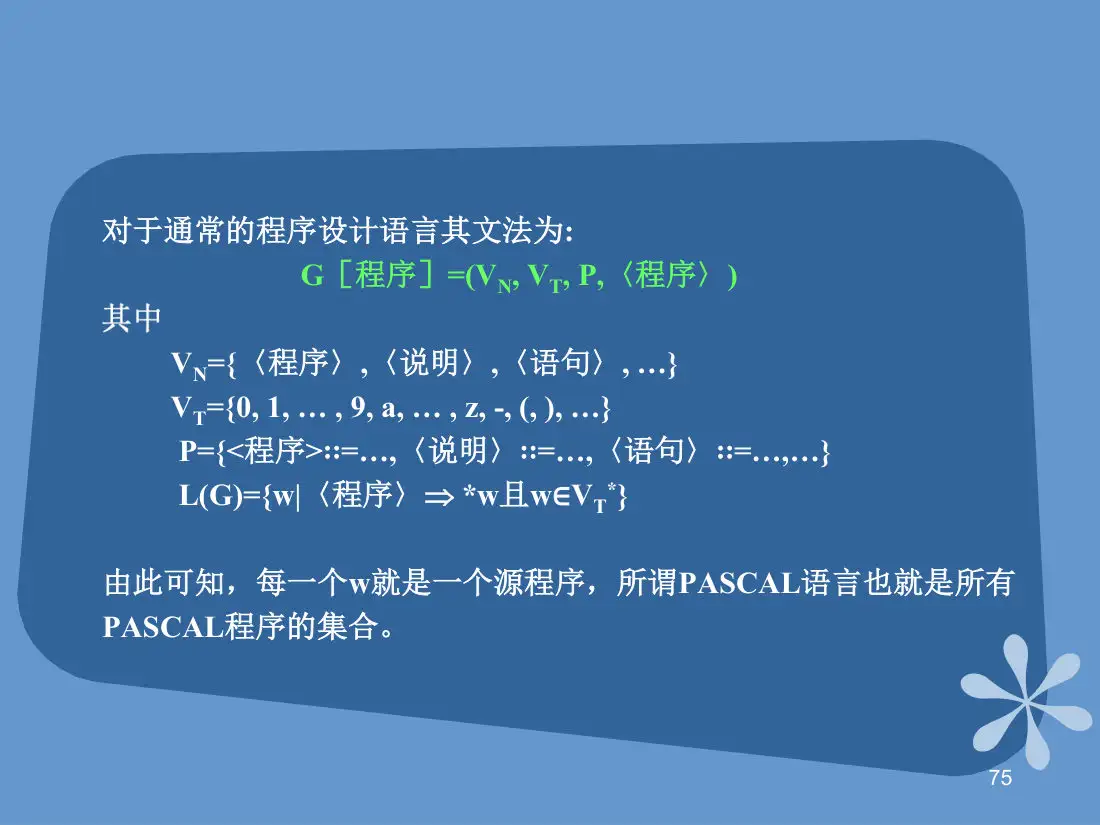 对于通常的程序设计语言其文法为:
G［程序］=(VN, VT, P,〈程序〉)
其中
VN={〈程序〉,〈说明〉,〈语句〉, …}
VT={0, 1, … , 9, a, … , z, -, (, ), …}
P={<程序>∷=…,〈说明〉∷=…,〈语句〉∷=…,…}
L(G)={w|〈程序〉⇒ *w且w∈VT*}
由此可知，每一个w就是一个源程序，所谓PASCAL语言也就是所有
PASCAL程序的集合。
75